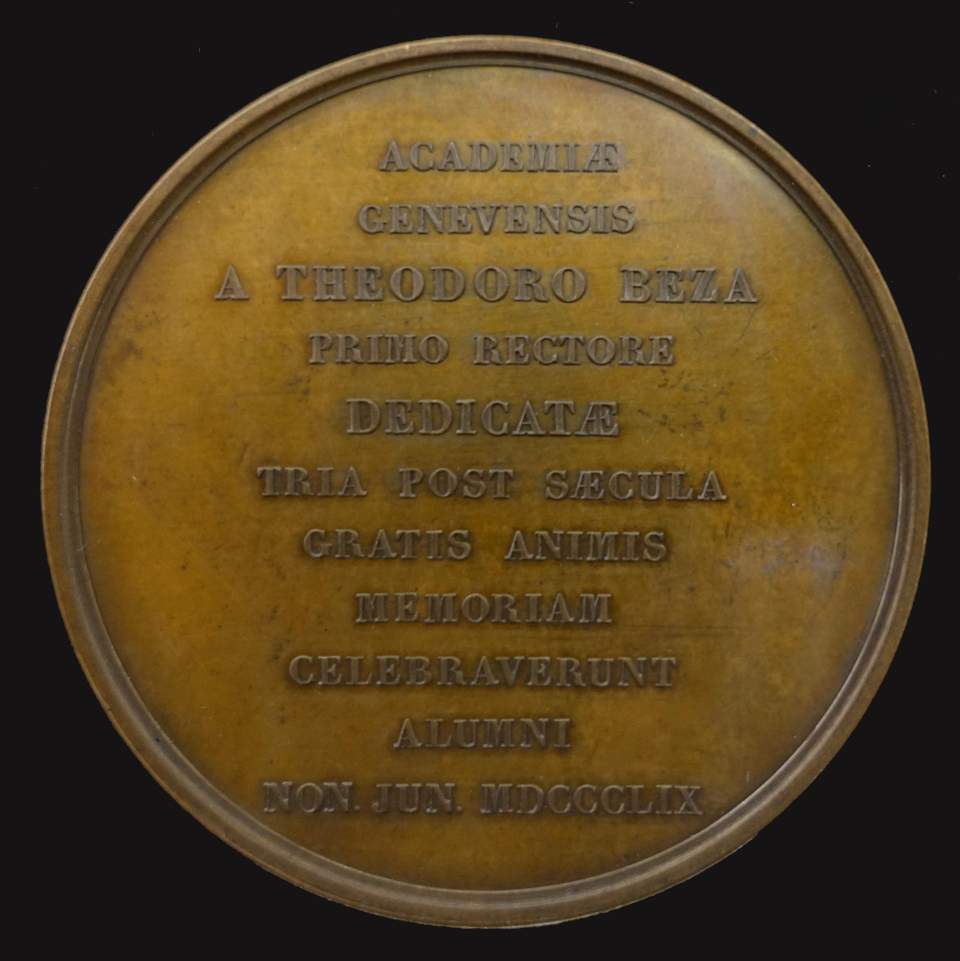 ACADEMIÆ
GENEVENSIS
A THEODORO BEZA
PRIMO RECTORE
DEDICATÆ
TRIA POST SÆCULA
GRATIS ANIMIS
MEMORIAM
CELEBRAVERUNT
ALUMNI
NON. JUN. MDCCCLIX